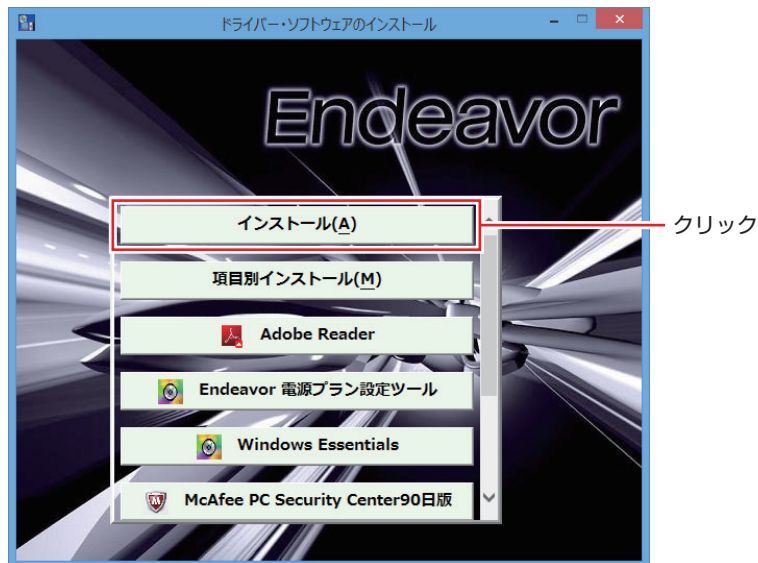 ドライバー・ソフトウェアのインストール
Endeavor
インストール(A)
クリック
項目別インストール(M)
Adobe Reader
Endeavor 電源プラン設定ツール
Windows Essentials
McAfee PC Security Center90日版